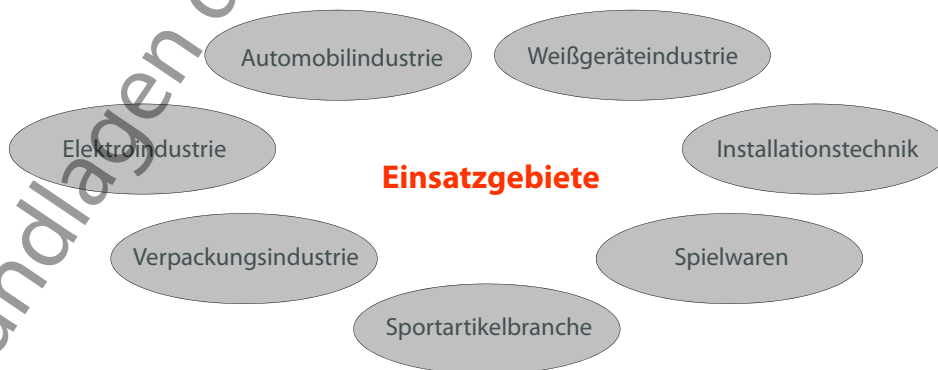 Automobilindustrie
Weißgeräteindustrie
Elektroindustrie
Installationstechnik
Einsatzgebiete
Verpackungsindustrie
Spielwaren
Sportartikelbranche